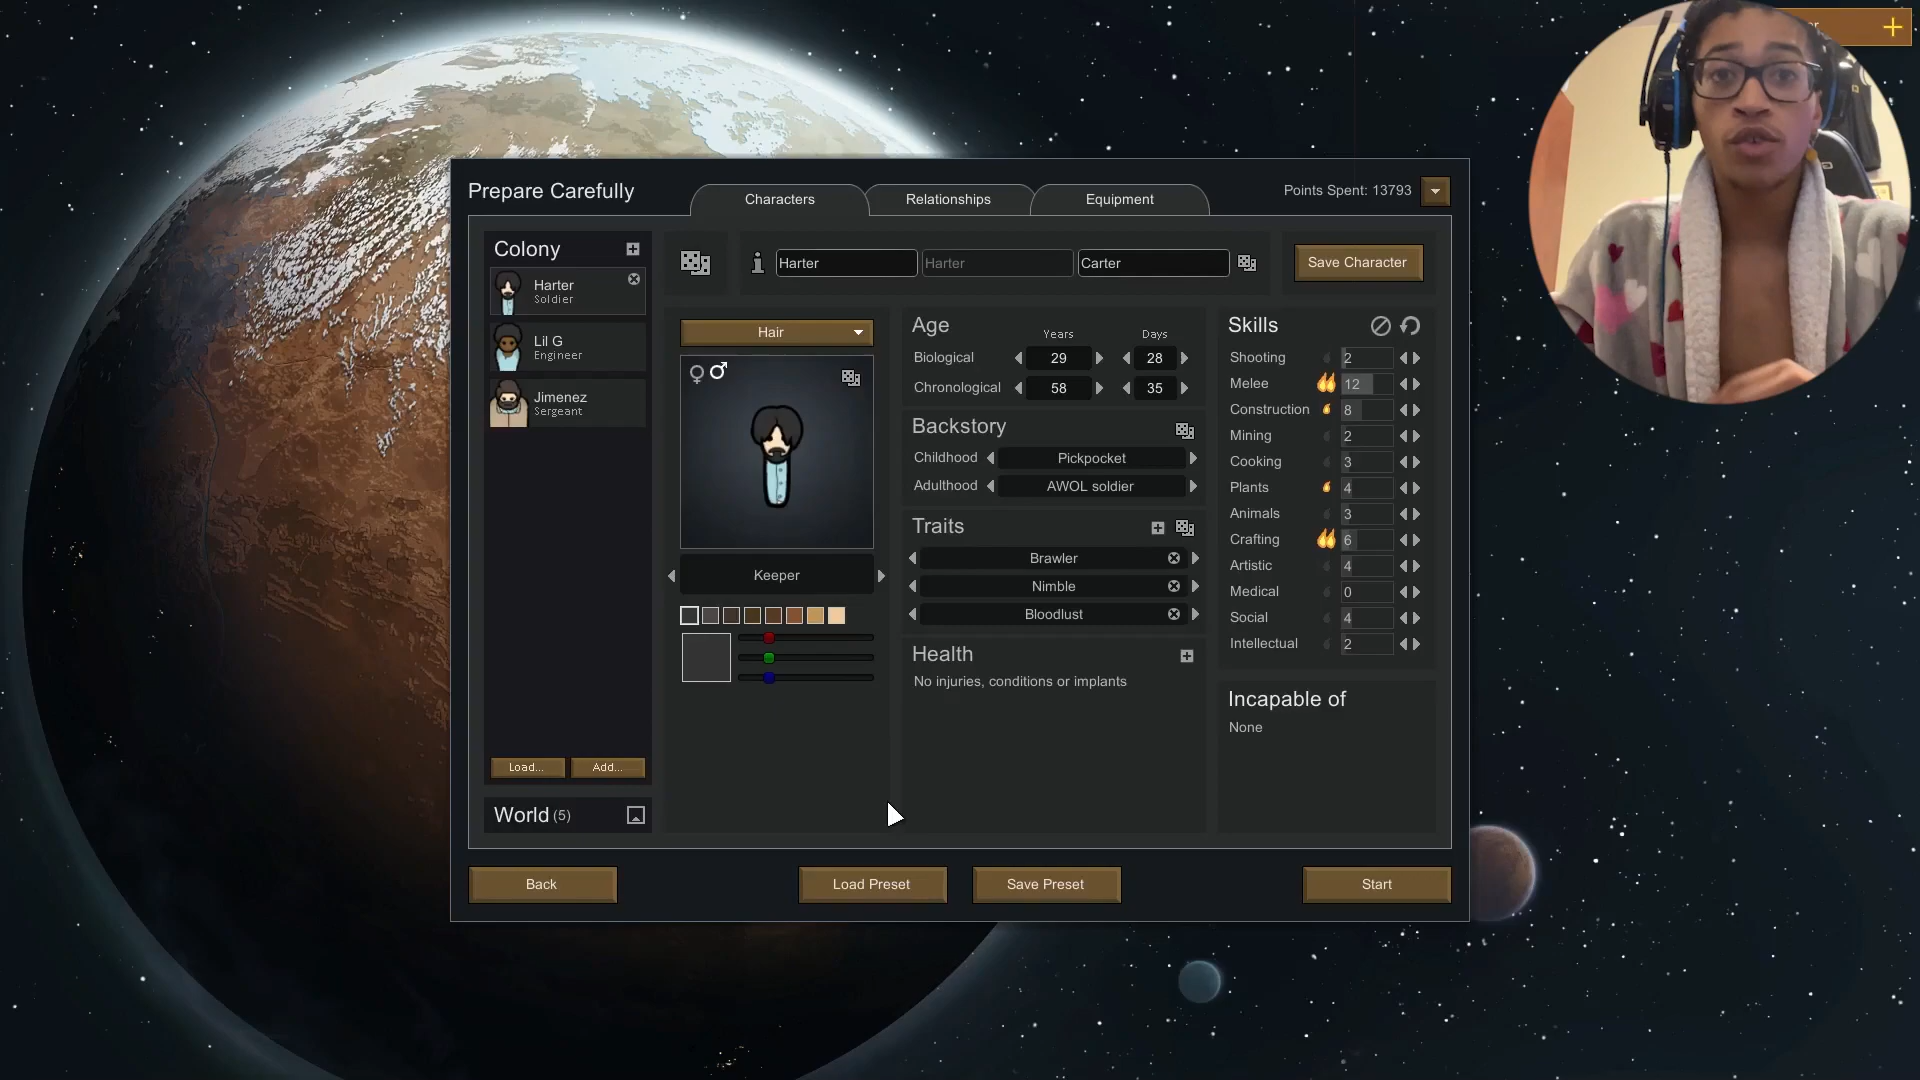 Prepare Carefully
Characters
Relationships
Equipment
Points Spent: 13793
Colony
Harter
Soldier
Lil G
Engineer
Jimenez
Sergeant
Load...
Add...
World (5)
Harter
Harter
Carter
Save Character
Hair
Keeper
Age
Years
Days
Biological
29
28
Chronological
58
35
Backstory
Childhood
Pickpocket
Adulthood
AWOL soldier
Traits
Brawler
Nimble
Bloodlust
Health
No injuries, conditions or implants
Skills
Shooting 2
Melee 12
Construction 8
Mining 2
Cooking 3
Plants 4
Animals 3
Crafting 6
Artistic 4
Medical 0
Social 4
Intellectual 2
Incapable of
None
Back
Load Preset
Save Preset
Start